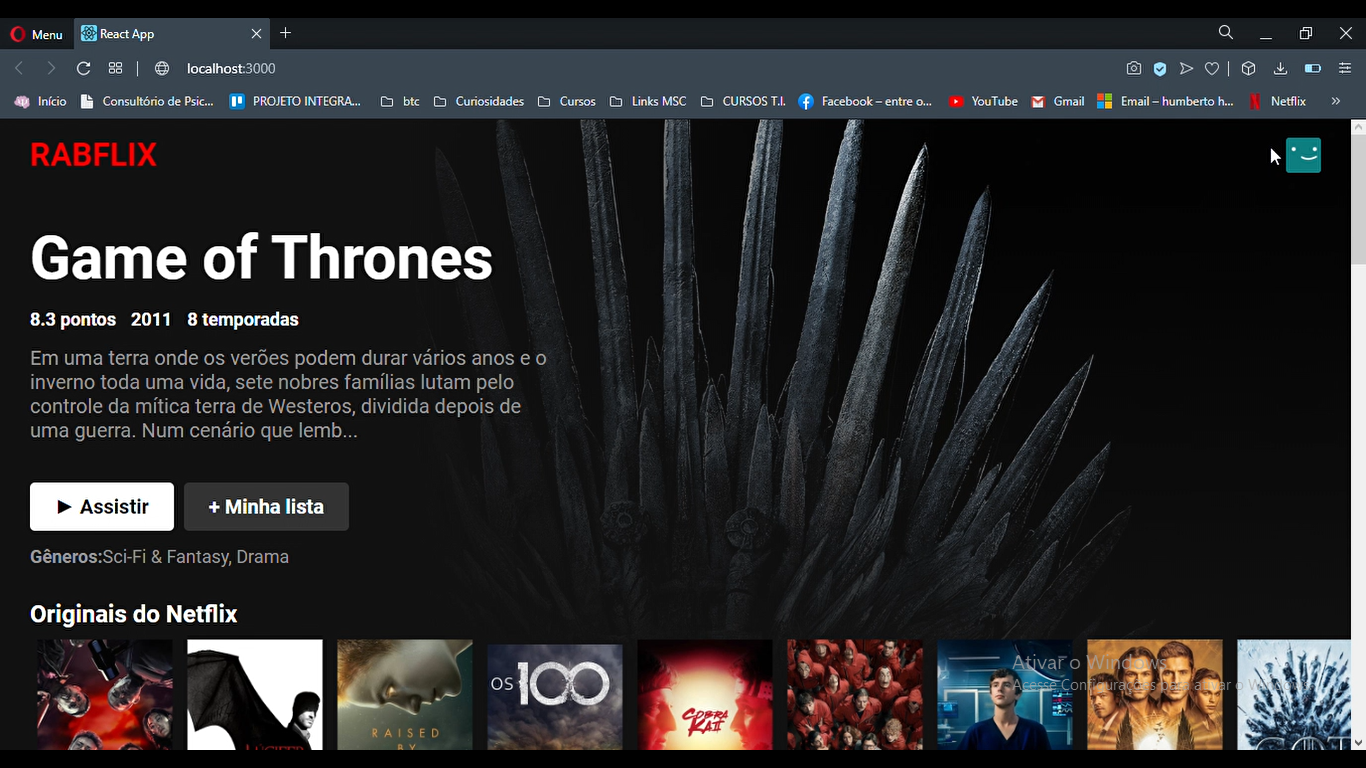 Menu
React App
localhost:3000
Início
Consultório de Psic...
PROJETO INTEGRA...
btc
Curiosidades
Cursos
Links MSC
CURSOS T.I.
Facebook – entre o...
YouTube
Gmail
Email – humberto h...
Netflix
»
RABFLIX
Game of Thrones
8.3 pontos 2011 8 temporadas
Em uma terra onde os verões podem durar vários anos e o
inverno toda uma vida, sete nobres famílias lutam pelo
controle da mítica terra de Westeros, dividida depois de
uma guerra. Num cenário que lemb...
► Assistir
+ Minha lista
Gêneros:Sci-Fi & Fantasy, Drama
Originais do Netflix
LUCIFER
RAISED
BY
OS 100
COBRA
KAI
GOT
Ativar o Windows
Acesse Configurações para ativar o Windows.